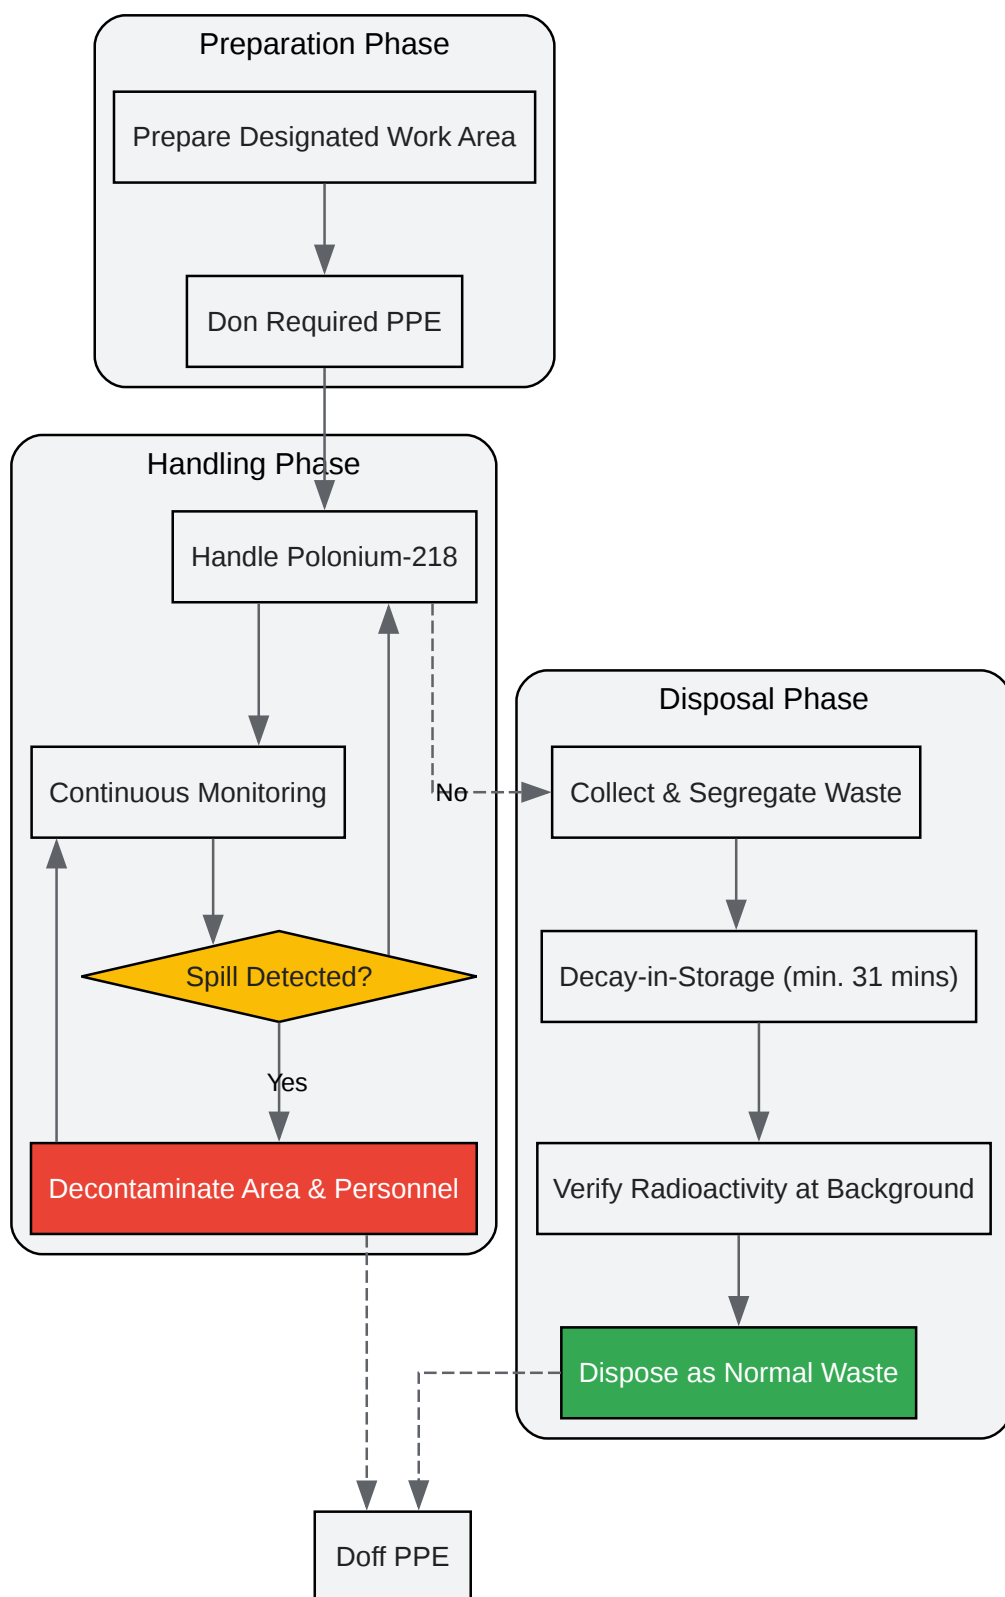 Preparation Phase
Prepare Designated Work Area
Don Required PPE
Handling Phase
Handle Polonium-218
Continuous Monitoring
Spill Detected?
Yes
Decontaminate Area & Personnel
No
Disposal Phase
Collect & Segregate Waste
Decay-in-Storage (min. 31 mins)
Verify Radioactivity at Background
Dispose as Normal Waste
Doff PPE